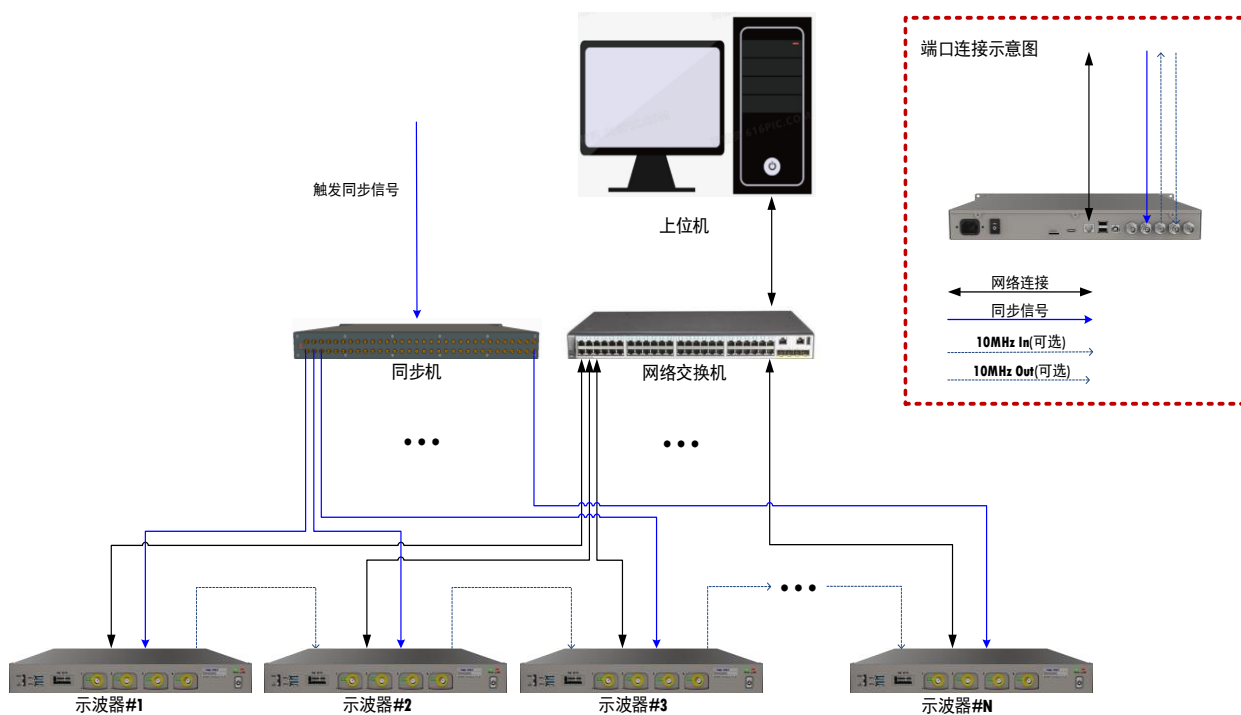 端口连接示意图
616PIC.COM
触发同步信号
上位机
网络连接
同步信号
10MHz In(可选)
10MHz Out(可选)
同步机
网络交换机
示波器#1
示波器#2
示波器#3
示波器#N